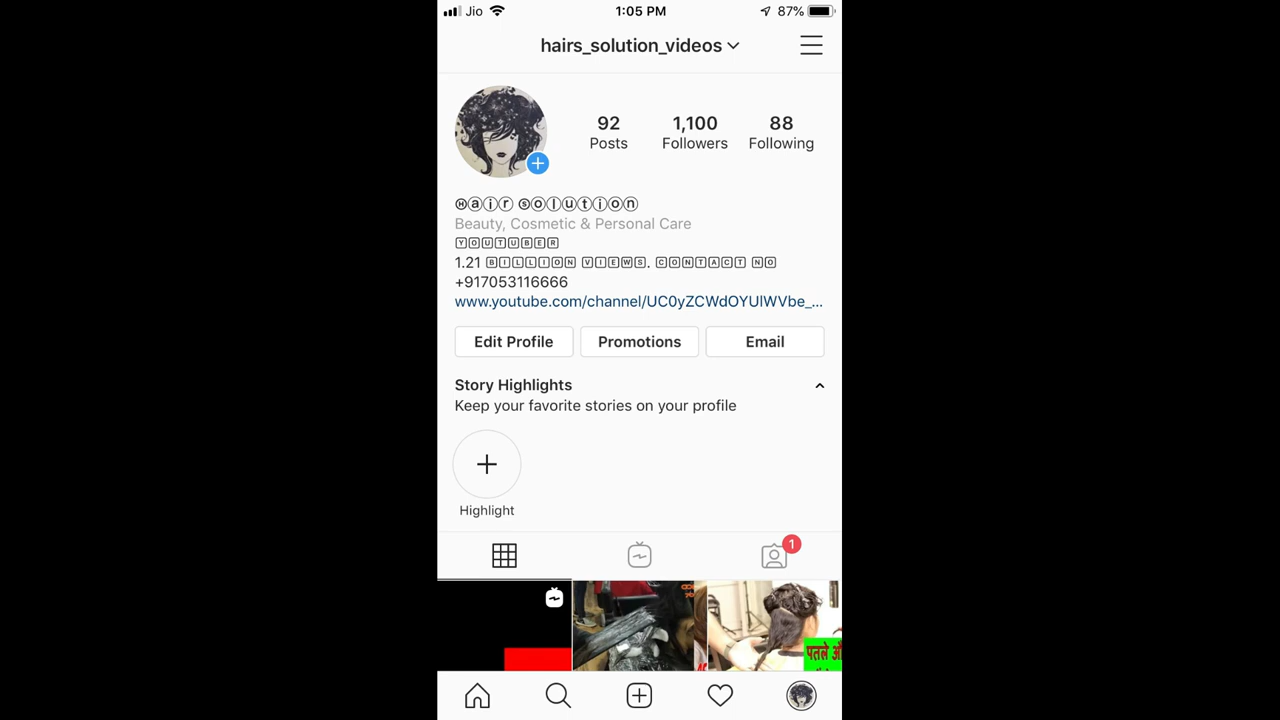 Jio 1:05 PM 87%
hairs_solution_videos
92 1,100 88
Posts Followers Following
Ⓗⓐⓘⓡ ⓢⓞⓛⓤⓣⓘⓞⓝ
Beauty, Cosmetic & Personal Care
🅈🄾🅄🅃🅄🄱🄴🅁
1.21 🄱🄸🄻🄻🄸🄾🄽 🅅🄸🄴🅆🅂. 🄲🄾🄽🅃🄰🄲🅃 🄽🄾
+917053116666
www.youtube.com/channel/UC0yZCWdOYUlWVbe_...
Edit Profile Promotions Email
Story Highlights
Keep your favorite stories on your profile
Highlight
1
पतले